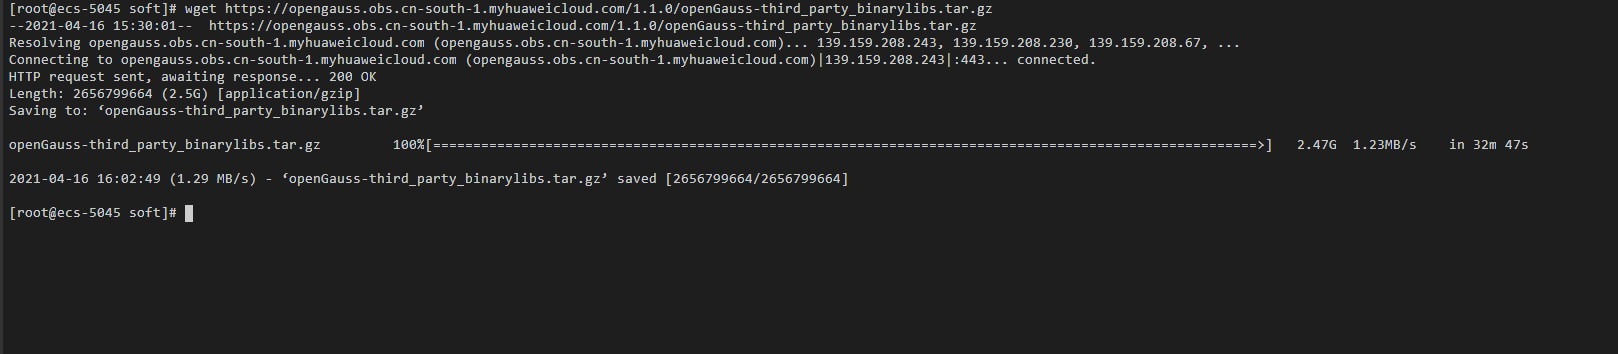 [root@ecs-5045 soft]# wget https://opengauss.obs.cn-south-1.myhuaweicloud.com/1.1.0/openGauss-third_party_binarylibs.tar.gz
--2021-04-16 15:30:01--  https://opengauss.obs.cn-south-1.myhuaweicloud.com/1.1.0/openGauss-third_party_binarylibs.tar.gz
Resolving opengauss.obs.cn-south-1.myhuaweicloud.com (opengauss.obs.cn-south-1.myhuaweicloud.com)... 139.159.208.243, 139.159.208.230, 139.159.208.67, ...
Connecting to opengauss.obs.cn-south-1.myhuaweicloud.com (opengauss.obs.cn-south-1.myhuaweicloud.com)|139.159.208.243|:443... connected.
HTTP request sent, awaiting response... 200 OK
Length: 2656799664 (2.5G) [application/gzip]
Saving to: ‘openGauss-third_party_binarylibs.tar.gz’
openGauss-third_party_binarylibs.tar.gz         100%[=======================================================================================================>]   2.47G  1.23MB/s    in 32m 47s
2021-04-16 16:02:49 (1.29 MB/s) - ‘openGauss-third_party_binarylibs.tar.gz’ saved [2656799664/2656799664]
[root@ecs-5045 soft]#